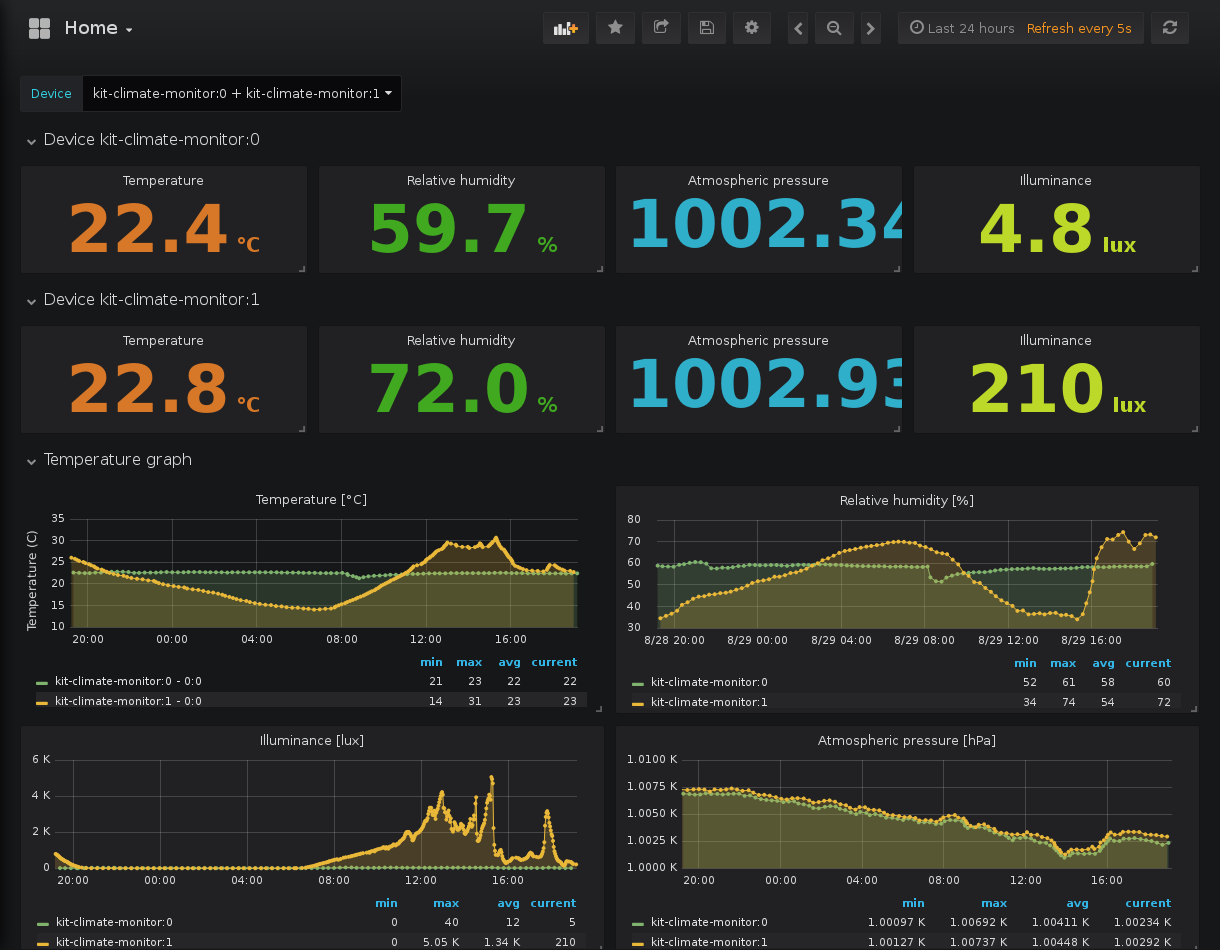 Home
Last 24 hours Refresh every 5s
Device kit-climate-monitor:0 + kit-climate-monitor:1
Device kit-climate-monitor:0
Temperature Relative humidity Atmospheric pressure Illuminance
22.4 °C 59.7 % 1002.34 4.8 lux
Device kit-climate-monitor:1
Temperature Relative humidity Atmospheric pressure Illuminance
22.8 °C 72.0 % 1002.93 210 lux
Temperature graph
Temperature [°C]
Temperature (C)
35
30
25
20
15
10
20:00 00:00 04:00 08:00 12:00 16:00
min max avg current
kit-climate-monitor:0 - 0:0 21 23 22 22
kit-climate-monitor:1 - 0:0 14 31 23 23
Relative humidity [%]
80
70
60
50
40
30
8/28 20:00 8/29 00:00 8/29 04:00 8/29 08:00 8/29 12:00 8/29 16:00
min max avg current
kit-climate-monitor:0 52 61 58 60
kit-climate-monitor:1 34 74 54 72
Illuminance [lux]
6 K
4 K
2 K
0
20:00 00:00 04:00 08:00 12:00 16:00
min max avg current
kit-climate-monitor:0 0 40 12 5
kit-climate-monitor:1 0 5.05 K 1.34 K 210
Atmospheric pressure [hPa]
1.0100 K
1.0075 K
1.0050 K
1.0025 K
1.0000 K
20:00 00:00 04:00 08:00 12:00 16:00
min max avg current
kit-climate-monitor:0 1.00097 K 1.00692 K 1.00411 K 1.00234 K
kit-climate-monitor:1 1.00127 K 1.00737 K 1.00448 K 1.00292 K